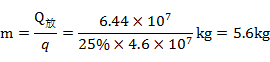 m = Q放/q = 6.44 × 10⁷/(25% × 4.6 × 10⁷) kg = 5.6kg